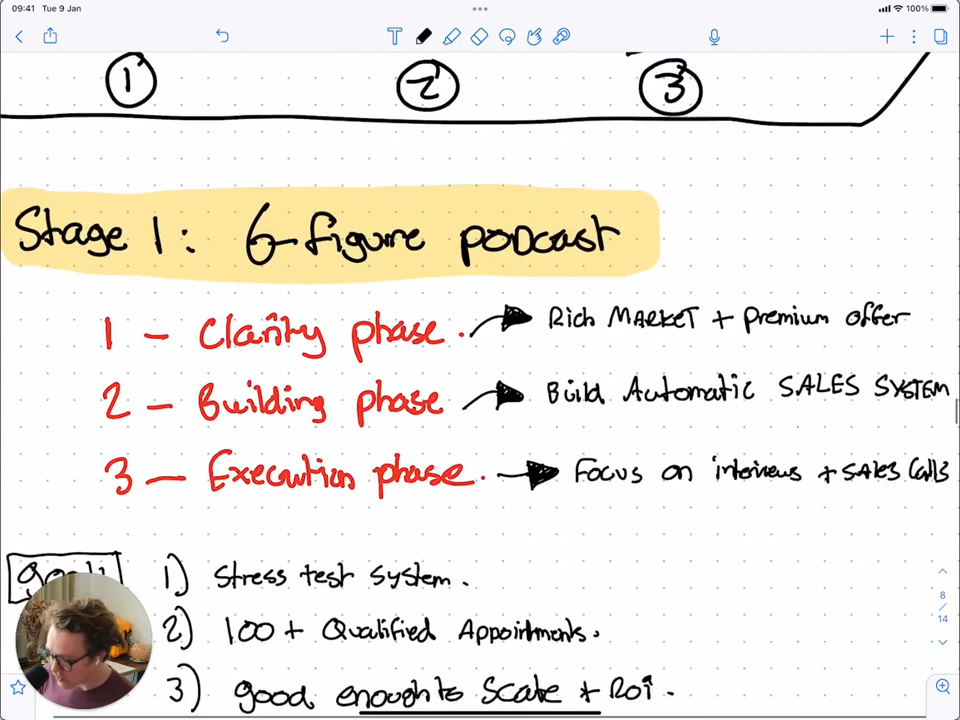 09:41 Tue 9 Jan
100%
T
1 2 3
Stage 1: 6-figure podcast
1 - Clarity phase. Rich MARKET + premium offer
2 - Building phase Build Automatic SALES SYSTEM
3 - Execution phase. Focus on interviews + SALES Calls
1) Stress test system.
2) 100+ Qualified Appointments.
3) good enough to Scale + ROI.
8
/
14